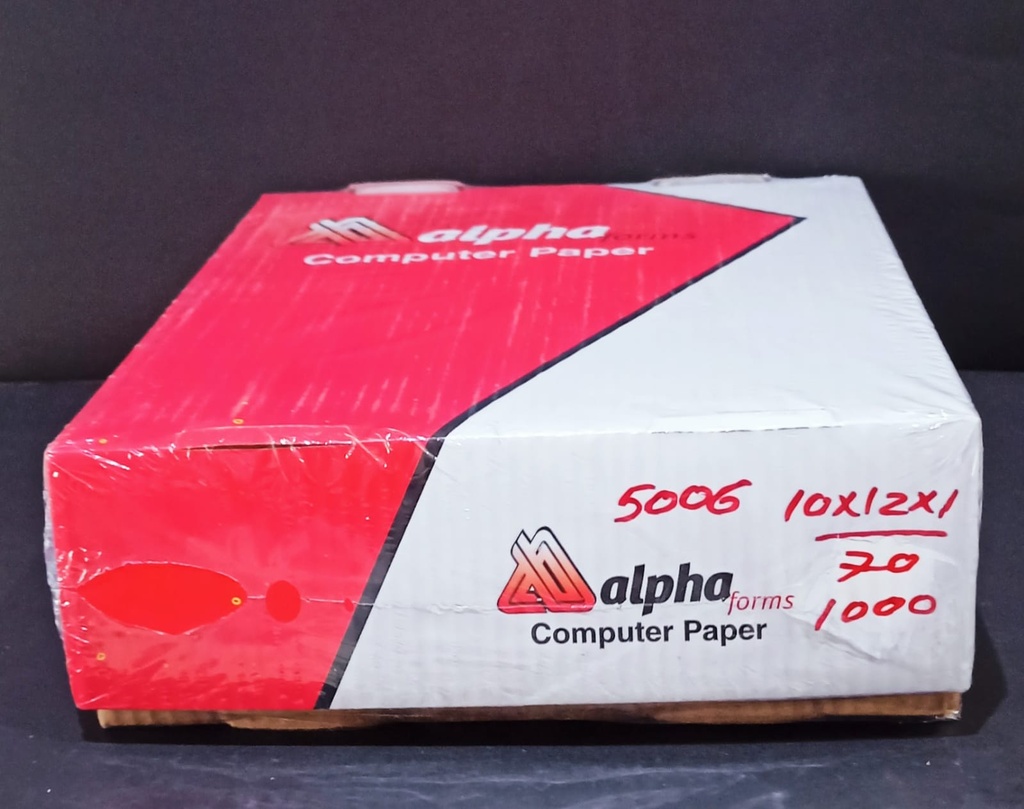 alpha forms
Computer Paper
5006 10x12x1
70
1000
alpha forms
Computer Paper